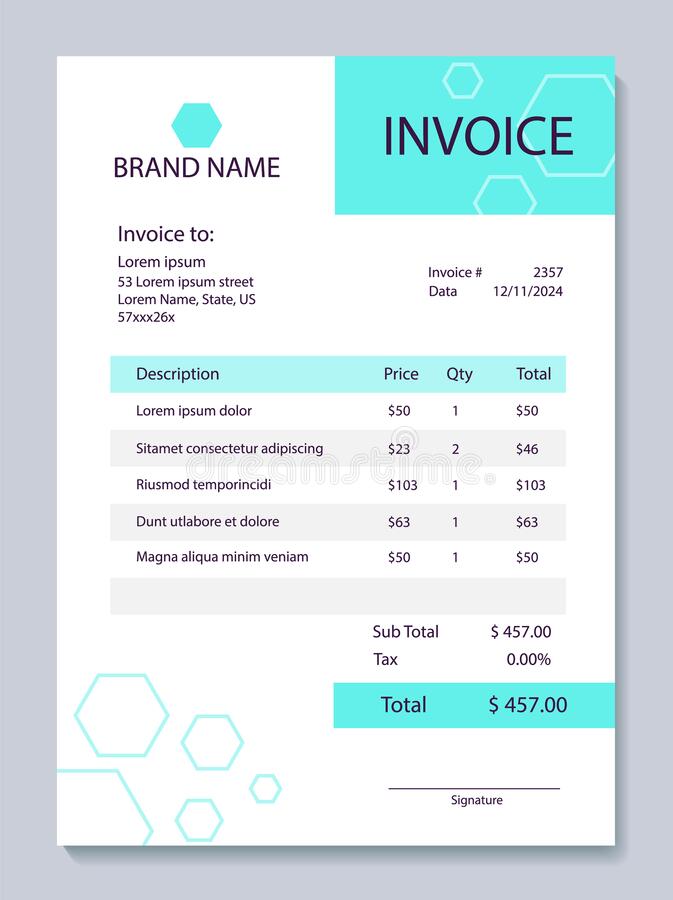 BRAND NAME
INVOICE
Invoice to:
Lorem ipsum
53 Lorem ipsum street
Lorem Name, State, US
57xxx26x
Invoice # 2357
Data 12/11/2024
Description Price Qty Total
Lorem ipsum dolor $50 1 $50
Sitamet consectetur adipiscing $23 2 $46
Riusmod temporincidi $103 1 $103
Dunt utlabore et dolore $63 1 $63
Magna aliqua minim veniam $50 1 $50
dreamstime.com
Sub Total $ 457.00
Tax 0.00%
Total $ 457.00
Signature